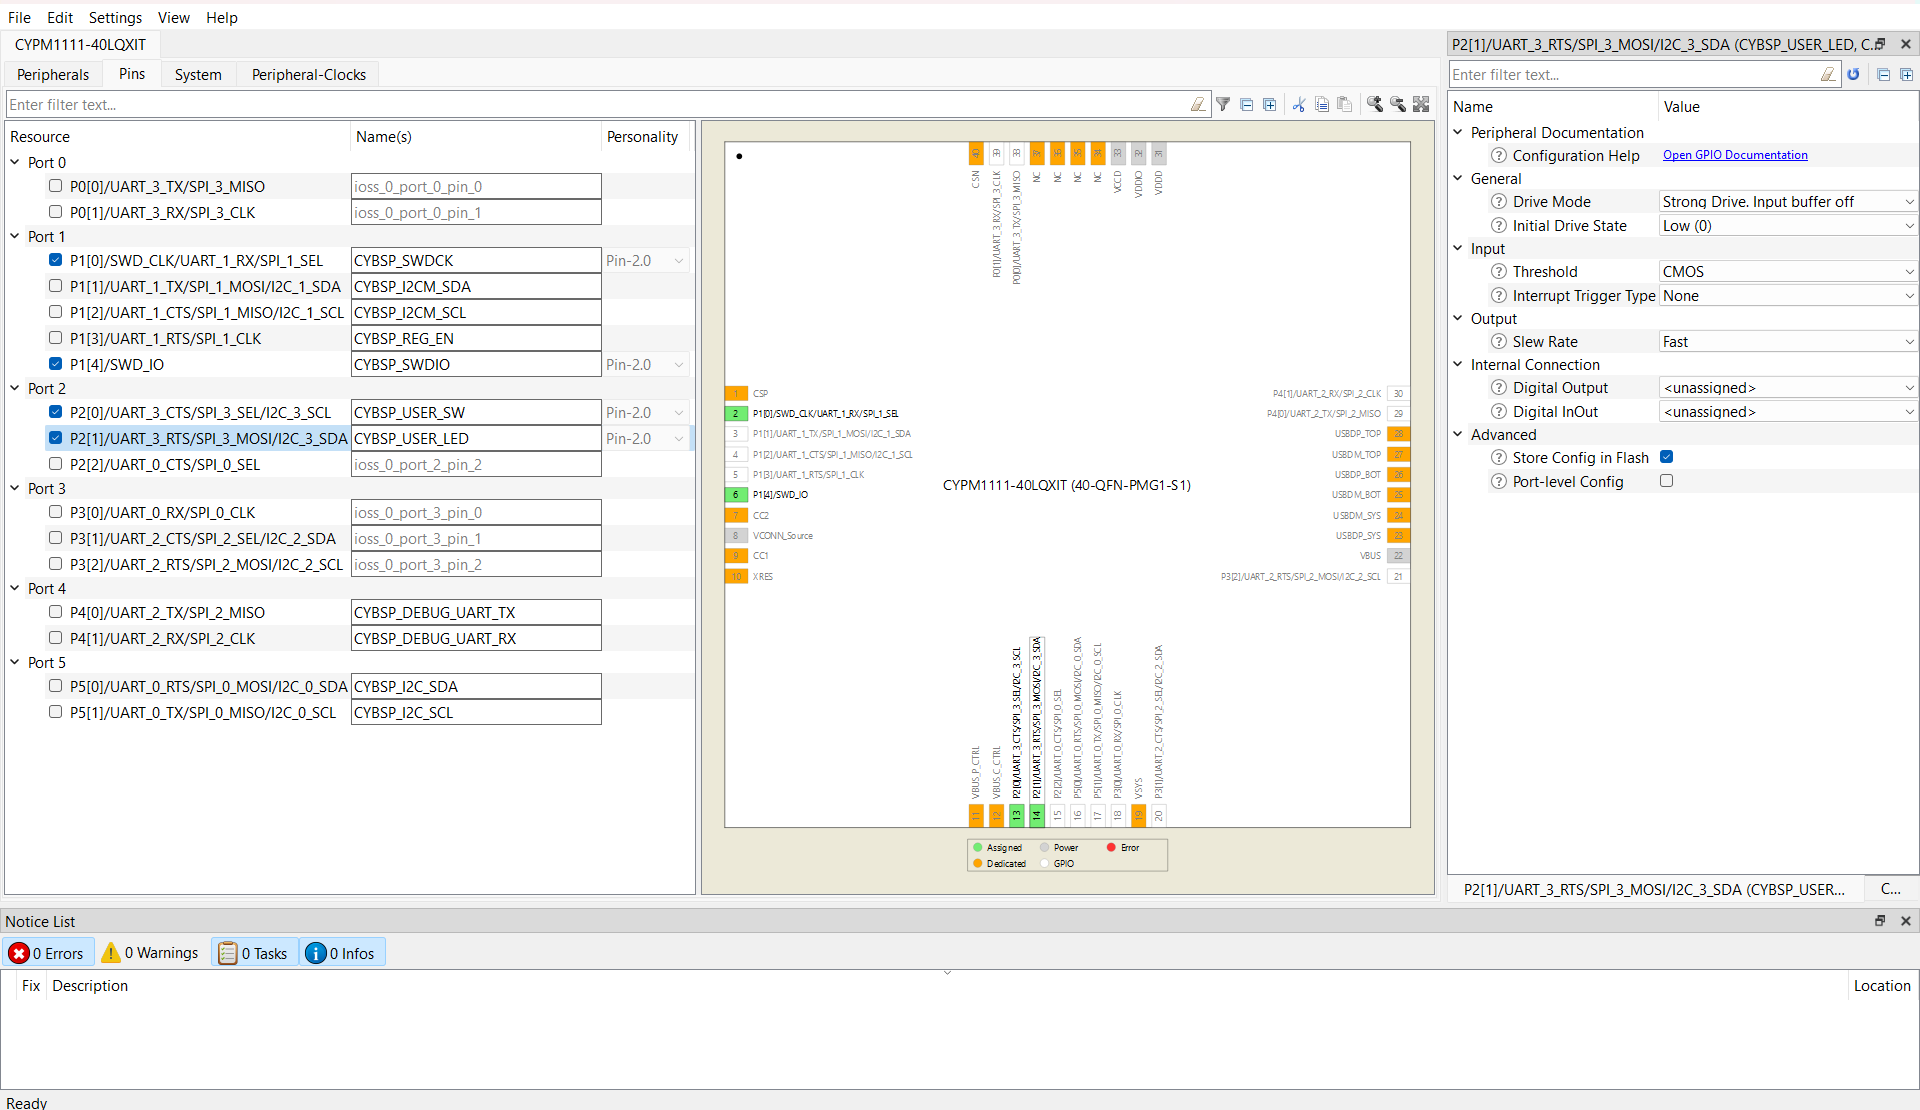 File Edit Settings View Help
CYPM1111-40LQXIT
Peripherals Pins System Peripheral-Clocks
Enter filter text...
Resource Name(s) Personality
Port 0
P0[0]/UART_3_TX/SPI_3_MISO ioss_0_port_0_pin_0
P0[1]/UART_3_RX/SPI_3_CLK ioss_0_port_0_pin_1
Port 1
P1[0]/SWD_CLK/UART_1_RX/SPI_1_SEL CYBSP_SWDCK Pin-2.0
P1[1]/UART_1_TX/SPI_1_MOSI/I2C_1_SDA CYBSP_I2CM_SDA
P1[2]/UART_1_CTS/SPI_1_MISO/I2C_1_SCL CYBSP_I2CM_SCL
P1[3]/UART_1_RTS/SPI_1_CLK CYBSP_REG_EN
P1[4]/SWD_IO CYBSP_SWDIO Pin-2.0
Port 2
P2[0]/UART_3_CTS/SPI_3_SEL/I2C_3_SCL CYBSP_USER_SW Pin-2.0
P2[1]/UART_3_RTS/SPI_3_MOSI/I2C_3_SDA CYBSP_USER_LED Pin-2.0
P2[2]/UART_0_CTS/SPI_0_SEL ioss_0_port_2_pin_2
Port 3
P3[0]/UART_0_RX/SPI_0_CLK ioss_0_port_3_pin_0
P3[1]/UART_2_CTS/SPI_2_SEL/I2C_2_SDA ioss_0_port_3_pin_1
P3[2]/UART_2_RTS/SPI_2_MOSI/I2C_2_SCL ioss_0_port_3_pin_2
Port 4
P4[0]/UART_2_TX/SPI_2_MISO CYBSP_DEBUG_UART_TX
P4[1]/UART_2_RX/SPI_2_CLK CYBSP_DEBUG_UART_RX
Port 5
P5[0]/UART_0_RTS/SPI_0_MOSI/I2C_0_SDA CYBSP_I2C_SDA
P5[1]/UART_0_TX/SPI_0_MISO/I2C_0_SCL CYBSP_I2C_SCL
40 CSN
39 P0[1]/UART_3_RX/SPI_3_CLK
38 P0[0]/UART_3_TX/SPI_3_MISO
37 NC
36 NC
35 NC
34 NC
33 VCCD
32 VDDIO
31 VDDD
1 CSP
2 P1[0]/SWD_CLK/UART_1_RX/SPI_1_SEL
3 P1[1]/UART_1_TX/SPI_1_MOSI/I2C_1_SDA
4 P1[2]/UART_1_CTS/SPI_1_MISO/I2C_1_SCL
5 P1[3]/UART_1_RTS/SPI_1_CLK
6 P1[4]/SWD_IO
7 CC2
8 VCONN_Source
9 CC1
10 XRES
CYPM1111-40LQXIT (40-QFN-PMG1-S1)
P4[1]/UART_2_RX/SPI_2_CLK 30
P4[0]/UART_2_TX/SPI_2_MISO 29
USBDP_TOP 28
USBDM_TOP 27
USBDP_BOT 26
USBDM_BOT 25
USBDM_SYS 24
USBDP_SYS 23
VBUS 22
P3[2]/UART_2_RTS/SPI_2_MOSI/I2C_2_SCL 21
11 VBUS_P_CTRL
12 VBUS_C_CTRL
13 P2[0]/UART_3_CTS/SPI_3_SEL/I2C_3_SCL
14 P2[1]/UART_3_RTS/SPI_3_MOSI/I2C_3_SDA
15 P2[2]/UART_0_CTS/SPI_0_SEL
16 P5[0]/UART_0_RTS/SPI_0_MOSI/I2C_0_SDA
17 P5[1]/UART_0_TX/SPI_0_MISO/I2C_0_SCL
18 P3[0]/UART_0_RX/SPI_0_CLK
19 VSYS
20 P3[1]/UART_2_CTS/SPI_2_SEL/I2C_2_SDA
Assigned Power Error
Dedicated GPIO
P2[1]/UART_3_RTS/SPI_3_MOSI/I2C_3_SDA (CYBSP_USER_LED, C...
Enter filter text...
Name Value
Peripheral Documentation
Configuration Help Open GPIO Documentation
General
Drive Mode Strong Drive. Input buffer off
Initial Drive State Low (0)
Input
Threshold CMOS
Interrupt Trigger Type None
Output
Slew Rate Fast
Internal Connection
Digital Output <unassigned>
Digital InOut <unassigned>
Advanced
Store Config in Flash
Port-level Config
P2[1]/UART_3_RTS/SPI_3_MOSI/I2C_3_SDA (CYBSP_USER... C...
Notice List
0 Errors 0 Warnings 0 Tasks 0 Infos
Fix Description Location
Ready